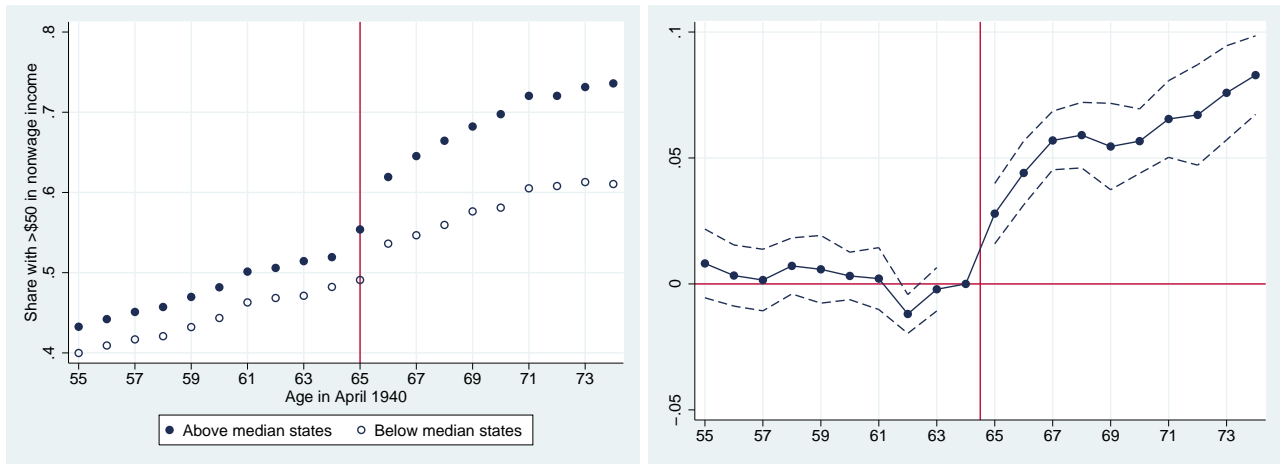 Share with >$50 in nonwage income
.8
.7
.6
.5
.4
55 57 59 61 63 65 67 69 71 73
Age in April 1940
Above median states Below median states
.1
.05
0
-.05
55 57 59 61 63 65 67 69 71 73